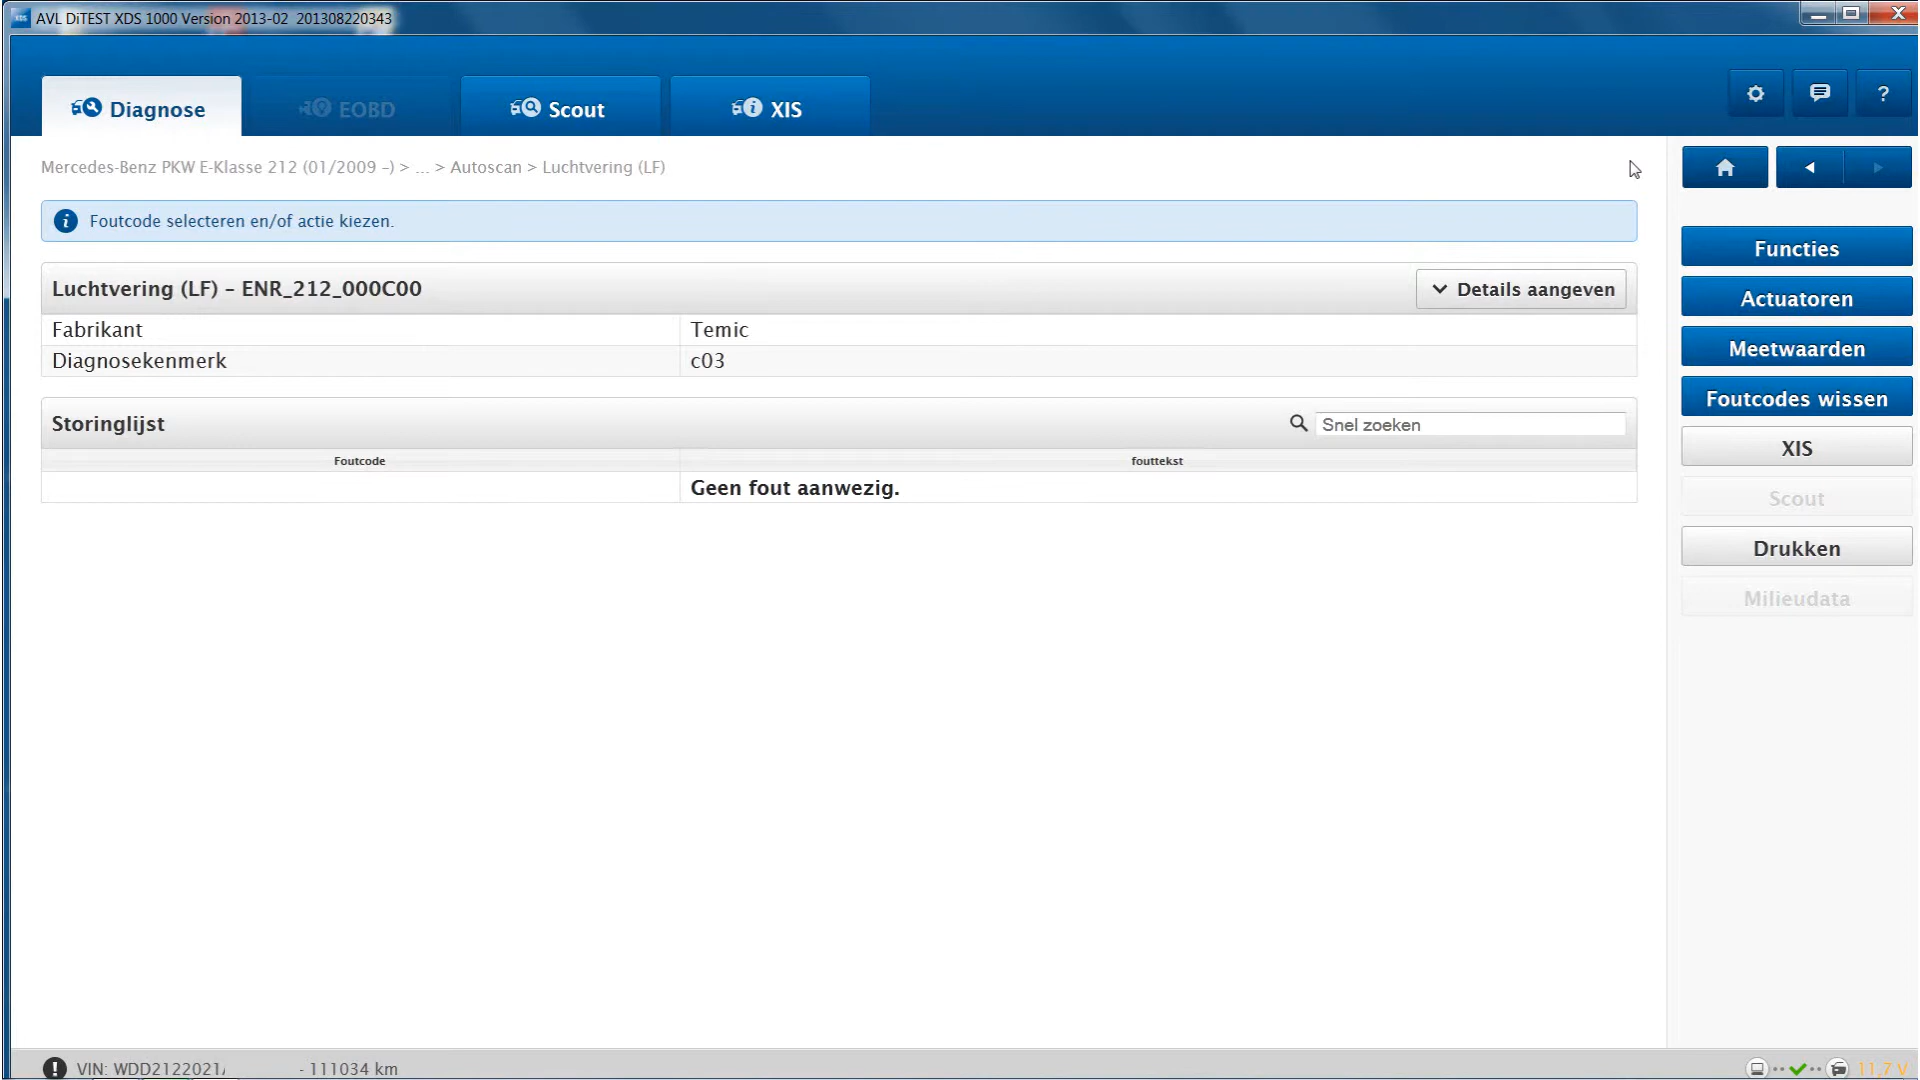 AVL DiTEST XDS 1000 Version 2013-02 201308220343
Diagnose
EOBD
Scout
XIS
?
Mercedes-Benz PKW E-Klasse 212 (01/2009 -) > ... > Autoscan > Luchtvering (LF)
Foutcode selecteren en/of actie kiezen.
Luchtvering (LF) – ENR_212_000C00
Details aangeven
Fabrikant
Temic
Diagnosekenmerk
c03
Storinglijst
Snel zoeken
Foutcode
fouttekst
Geen fout aanwezig.
Functies
Actuatoren
Meetwaarden
Foutcodes wissen
XIS
Scout
Drukken
Milieudata
VIN: WDD2122021
- 111034 km
11,7 V